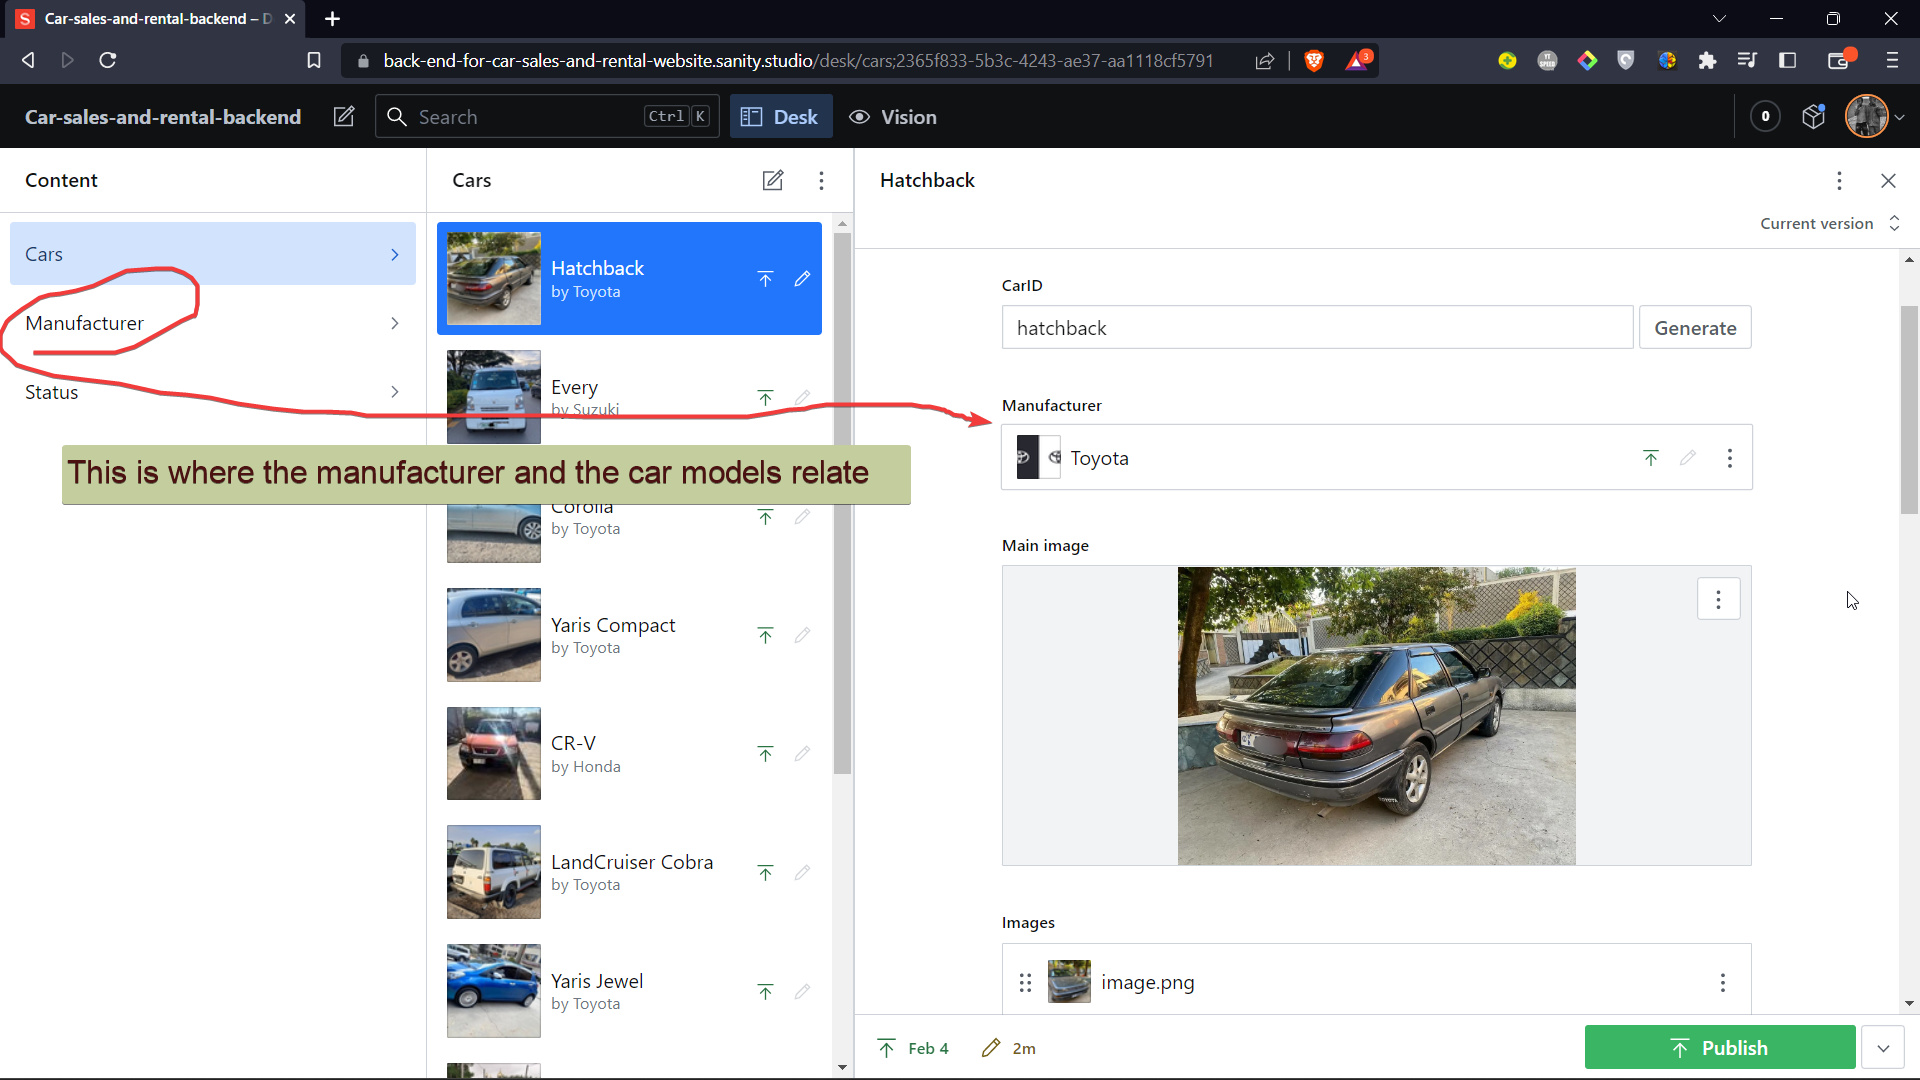 Car-sales-and-rental-backend – D
back-end-for-car-sales-and-rental-website.sanity.studio/desk/cars;2365f833-5b3c-4243-ae37-aa1118cf5791
3
YT SPEED
Car-sales-and-rental-backend
Search
Ctrl K
Desk
Vision
0
Content
Cars
Manufacturer
Status
This is where the manufacturer and the car models relate
Cars
Hatchback
by Toyota
Every
by Suzuki
Corolla
by Toyota
Yaris Compact
by Toyota
CR-V
by Honda
LandCruiser Cobra
by Toyota
Yaris Jewel
by Toyota
Hatchback
Current version
CarID
hatchback
Generate
Manufacturer
Toyota
Main image
TOYOTA
Images
image.png
Feb 4
2m
Publish